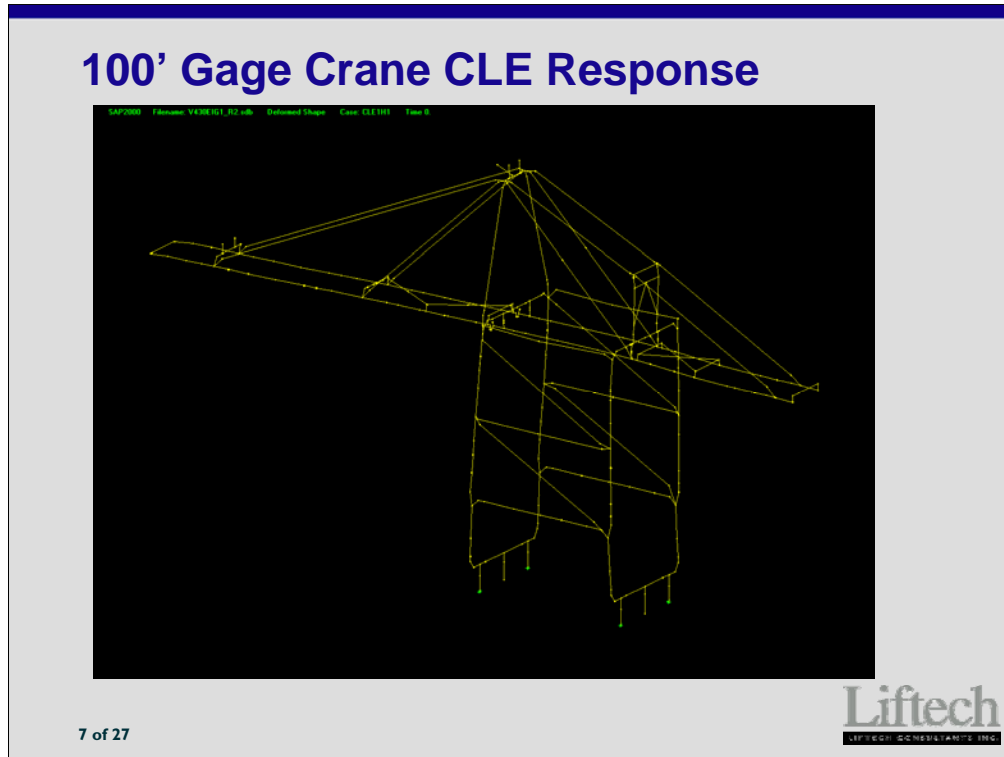 100’ Gage Crane CLE Response
SAP2000 Filename: V430EIG1_R2.sdb Deformed Shape Case: CLE1H1 Time 0.
7 of 27
Liftech
LIFTECH CONSULTANTS INC.